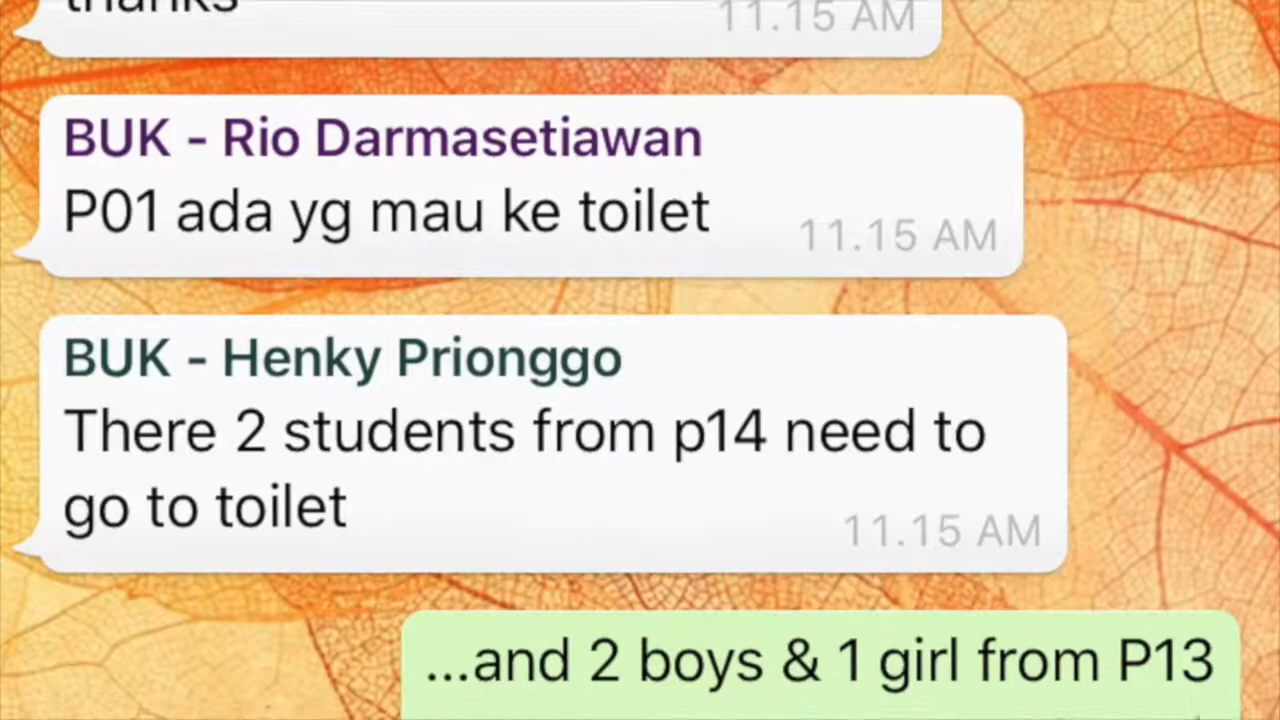 thanks
11.15 AM
BUK - Rio Darmasetiawan
P01 ada yg mau ke toilet
11.15 AM
BUK - Henky Prionggo
There 2 students from p14 need to
go to toilet
11.15 AM
...and 2 boys & 1 girl from P13